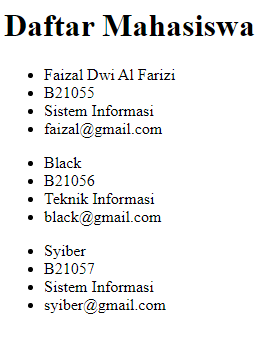 Daftar Mahasiswa
Faizal Dwi Al Farizi
B21055
Sistem Informasi
faizal@gmail.com
Black
B21056
Teknik Informasi
black@gmail.com
Syiber
B21057
Sistem Informasi
syiber@gmail.com